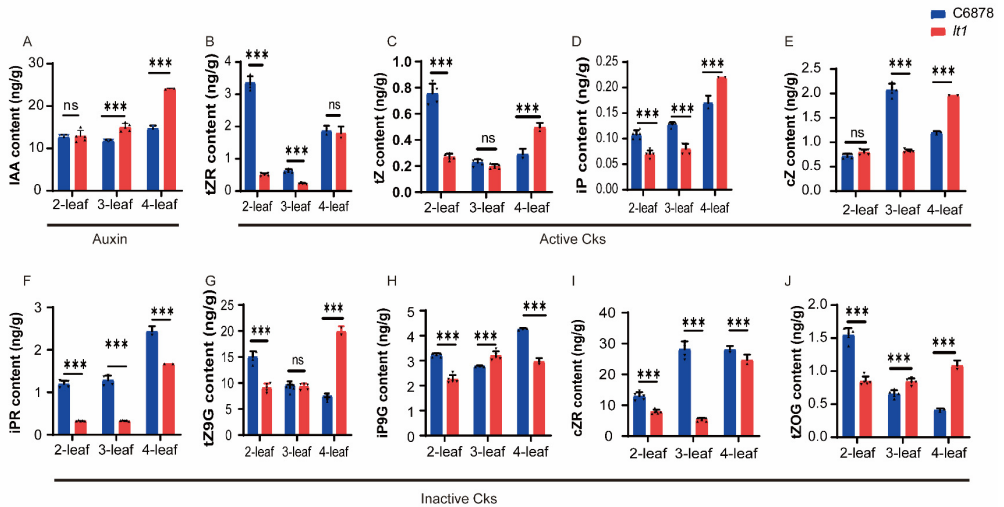 C6878
lt1
A
IAA content (ng/g)
30
20
10
0
ns
***
***
2-leaf 3-leaf 4-leaf
Auxin
B
tZR content (ng/g)
4
3
2
1
0
***
***
ns
2-leaf 3-leaf 4-leaf
C
tZ content (ng/g)
1.0
0.8
0.6
0.4
0.2
0.0
***
ns
***
2-leaf 3-leaf 4-leaf
D
iP content (ng/g)
0.25
0.20
0.15
0.10
0.05
0.00
***
***
***
2-leaf 3-leaf 4-leaf
E
cZ content (ng/g)
2.5
2.0
1.5
1.0
0.5
0.0
ns
***
***
2-leaf 3-leaf 4-leaf
Active Cks
F
iPR content (ng/g)
3
2
1
0
***
***
***
2-leaf 3-leaf 4-leaf
G
tZ9G content (ng/g)
25
20
15
10
5
0
***
ns
***
2-leaf 3-leaf 4-leaf
H
iP9G content (ng/g)
5
4
3
2
1
0
***
***
***
2-leaf 3-leaf 4-leaf
I
cZR content (ng/g)
40
30
20
10
0
***
***
***
2-leaf 3-leaf 4-leaf
J
tZOG content (ng/g)
2.0
1.5
1.0
0.5
0.0
***
***
***
2-leaf 3-leaf 4-leaf
Inactive Cks